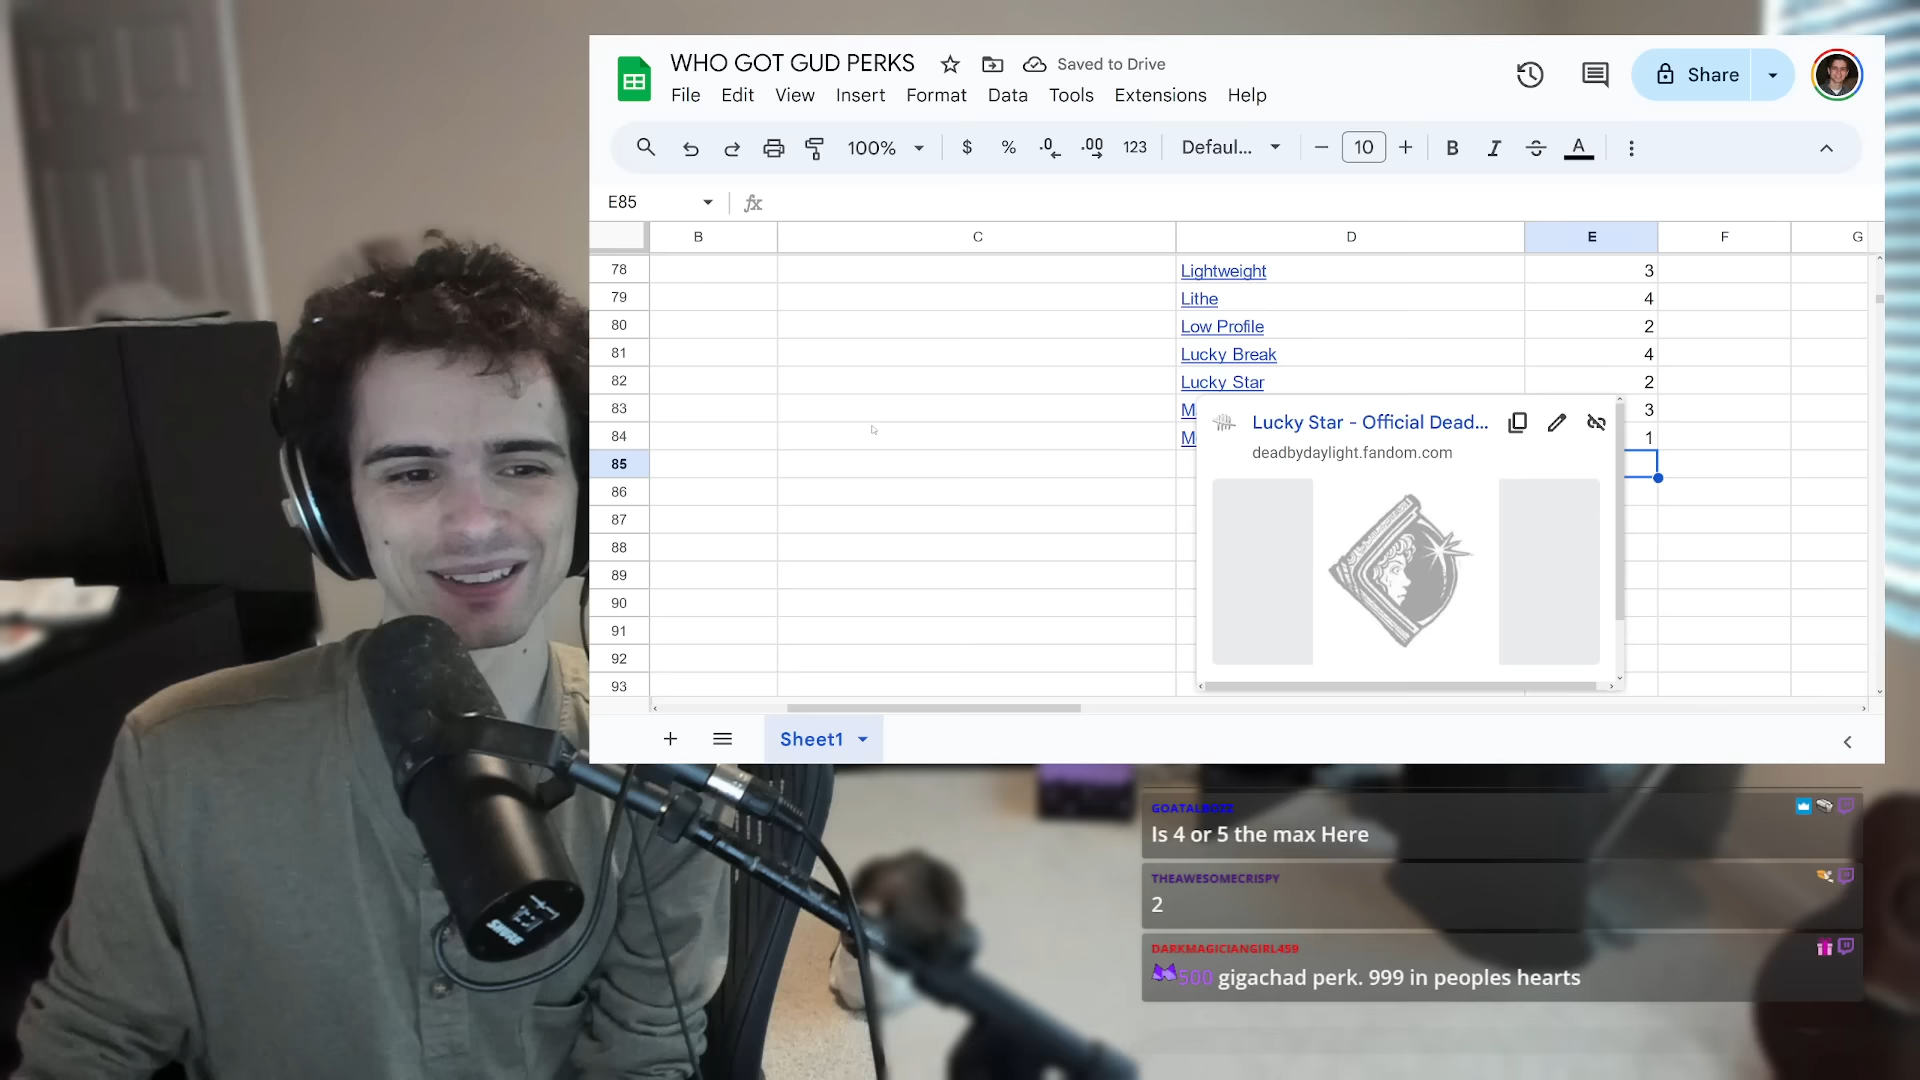 WHO GOT GUD PERKS
Saved to Drive
Share
File Edit View Insert Format Data Tools Extensions Help
100% $ % .0 .00 123 Defaul... 10 B I A
E85
B C D E F G
78 Lightweight 3
79 Lithe 4
80 Low Profile 2
81 Lucky Break 4
82 Lucky Star 2
83 M 3
84 M 1
85
86
87
88
89
90
91
92
93
Lucky Star - Official Dead...
deadbydaylight.fandom.com
Sheet1
SHURE
Is 4 or 5 the max Here
THEAWESOMECRISPY
2
DARKMAGICIANGIRL459
500 gigachad perk. 999 in peoples hearts